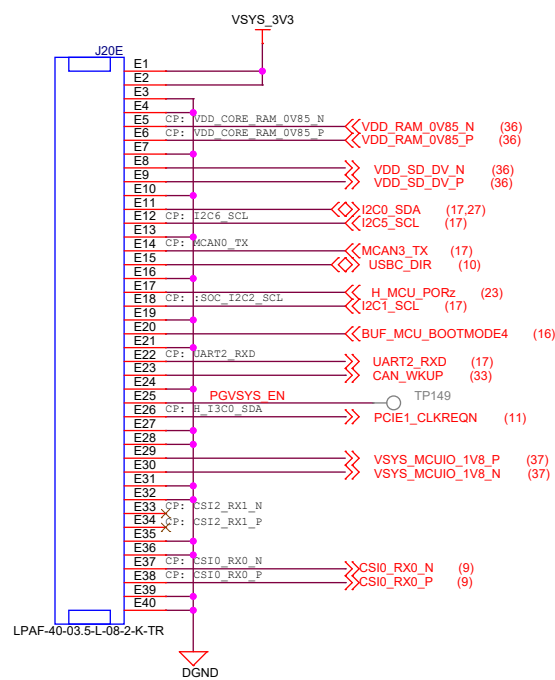 VSYS_3V3
J20E
E1
E2
E3
E4
E5 CP: VDD_CORE_RAM_0V85_N VDD_RAM_0V85_N (36)
E6 CP: VDD_CORE_RAM_0V85_P VDD_RAM_0V85_P (36)
E7
E8 VDD_SD_DV_N (36)
E9 VDD_SD_DV_P (36)
E10
E11 I2C0_SDA (17,27)
E12 CP: I2C6_SCL I2C5_SCL (17)
E13
E14 CP: MCAN0_TX MCAN3_TX (17)
E15 USBC_DIR (10)
E16
E17 H_MCU_PORz (23)
E18 CP: :SOC_I2C2_SCL I2C1_SCL (17)
E19
E20 BUF_MCU_BOOTMODE4 (16)
E21
E22 CP: UART2_RXD UART2_RXD (17)
E23 CAN_WKUP (33)
E24
E25 PGVSYS_EN TP149
E26 CP: H_I3C0_SDA PCIE1_CLKREQN (11)
E27
E28
E29 VSYS_MCUIO_1V8_P (37)
E30 VSYS_MCUIO_1V8_N (37)
E31
E32
E33 CP: CSI2_RX1_N
E34 CP: CSI2_RX1_P
E35
E36
E37 CP: CSI0_RX0_N CSI0_RX0_N (9)
E38 CP: CSI0_RX0_P CSI0_RX0_P (9)
E39
E40
LPAF-40-03.5-L-08-2-K-TR
DGND